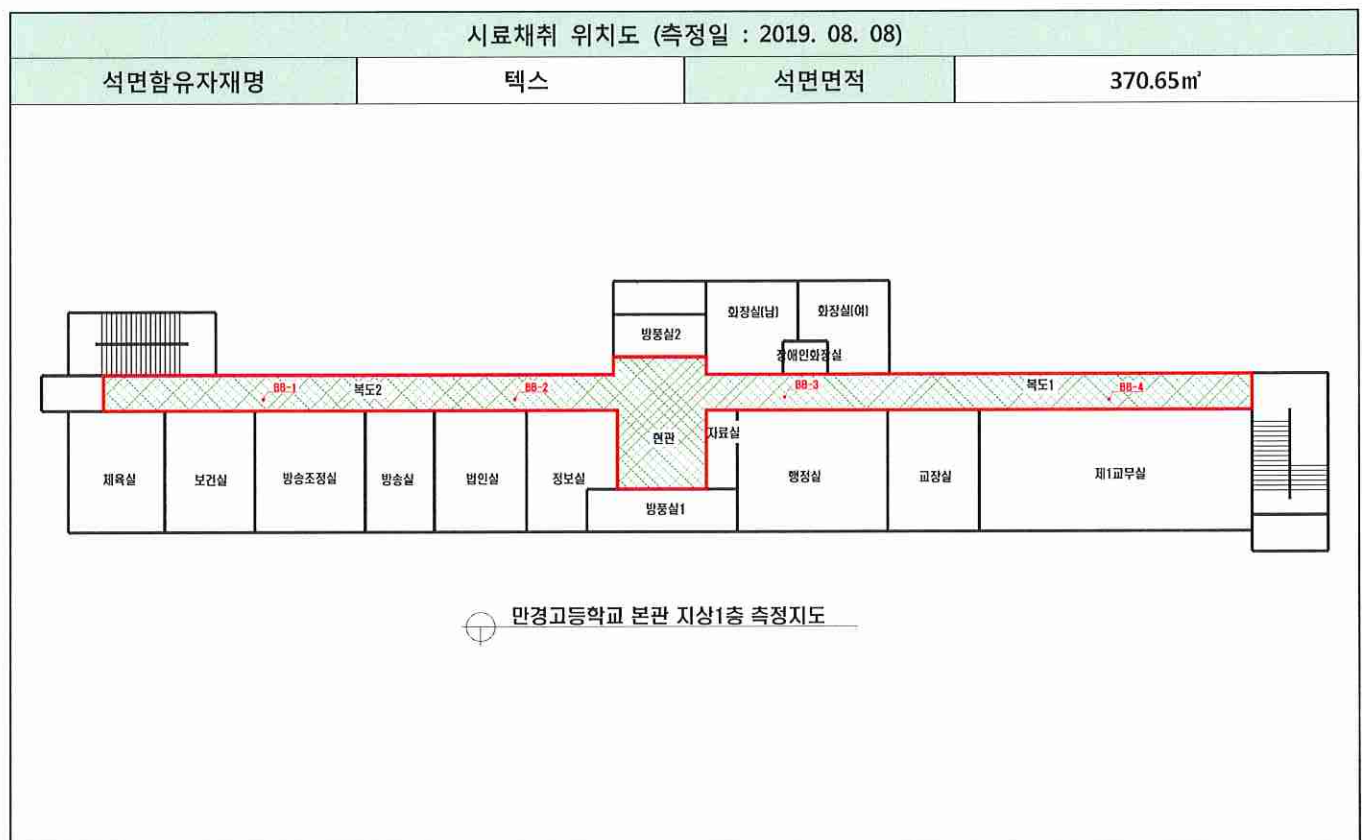 시료채취 위치도 (측정일 : 2019. 08. 08)
석면함유자재명 텍스 석면면적 370.65㎡
화장실(남) 화장실(여)
방풍실2
장애인화장실
BB-1 복도2 BB-2 BB-3 복도1 BB-4
현관 자료실
체육실 보건실 방송조정실 방송실 법인실 정보실 행정실 교장실 제1교무실
방풍실1
만경고등학교 본관 지상1층 측정지도